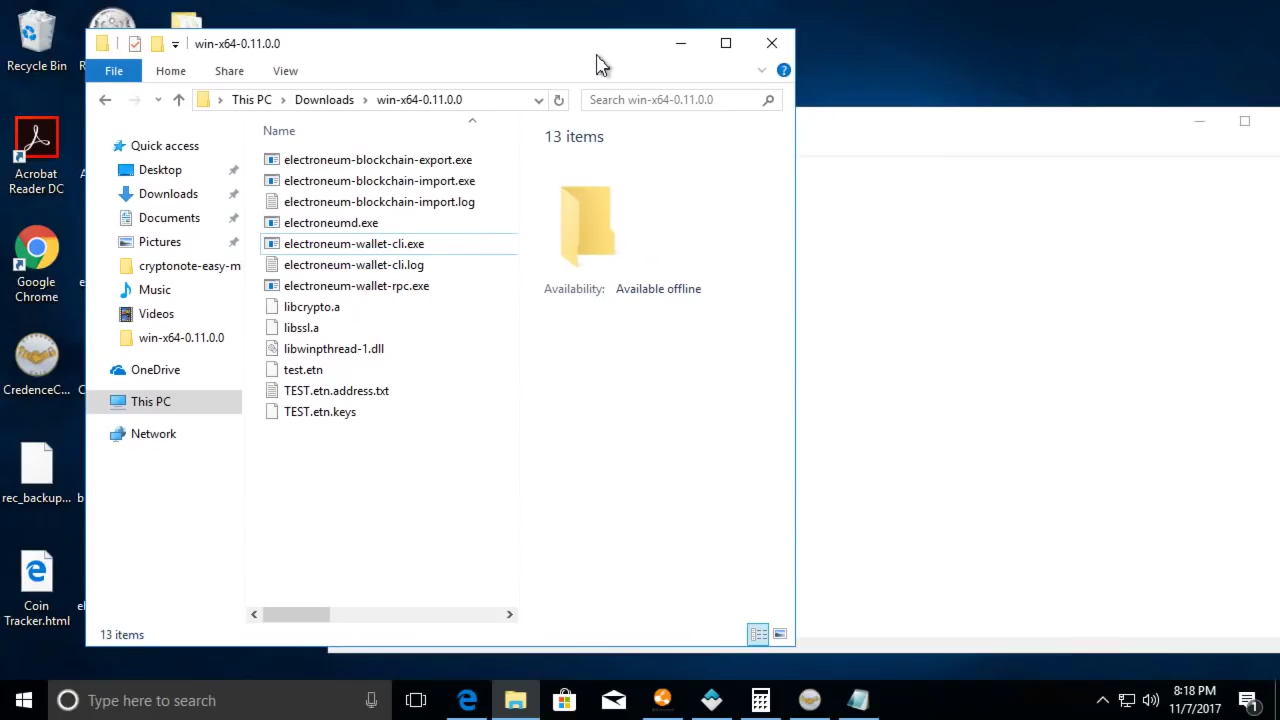 Recycle Bin
Acrobat
Reader DC
Google
Chrome
CredenceC...
rec_backup...
Coin
Tracker.html
win-x64-0.11.0.0
File
Home
Share
View
This PC
Downloads
win-x64-0.11.0.0
Search win-x64-0.11.0.0
Quick access
Desktop
Downloads
Documents
Pictures
cryptonote-easy-m
Music
Videos
win-x64-0.11.0.0
OneDrive
This PC
Network
Name
electroneum-blockchain-export.exe
electroneum-blockchain-import.exe
electroneum-blockchain-import.log
electroneumd.exe
electroneum-wallet-cli.exe
electroneum-wallet-cli.log
electroneum-wallet-rpc.exe
libcrypto.a
libssl.a
libwinpthread-1.dll
test.etn
TEST.etn.address.txt
TEST.etn.keys
13 items
Availability: Available offline
13 items
Type here to search
8:18 PM
11/7/2017
1